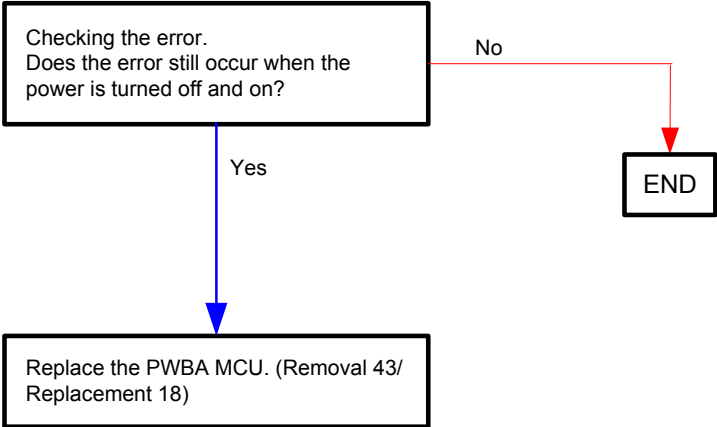 Checking the error.
Does the error still occur when the
power is turned off and on?
No
Yes
END
Replace the PWBA MCU. (Removal 43/
Replacement 18)